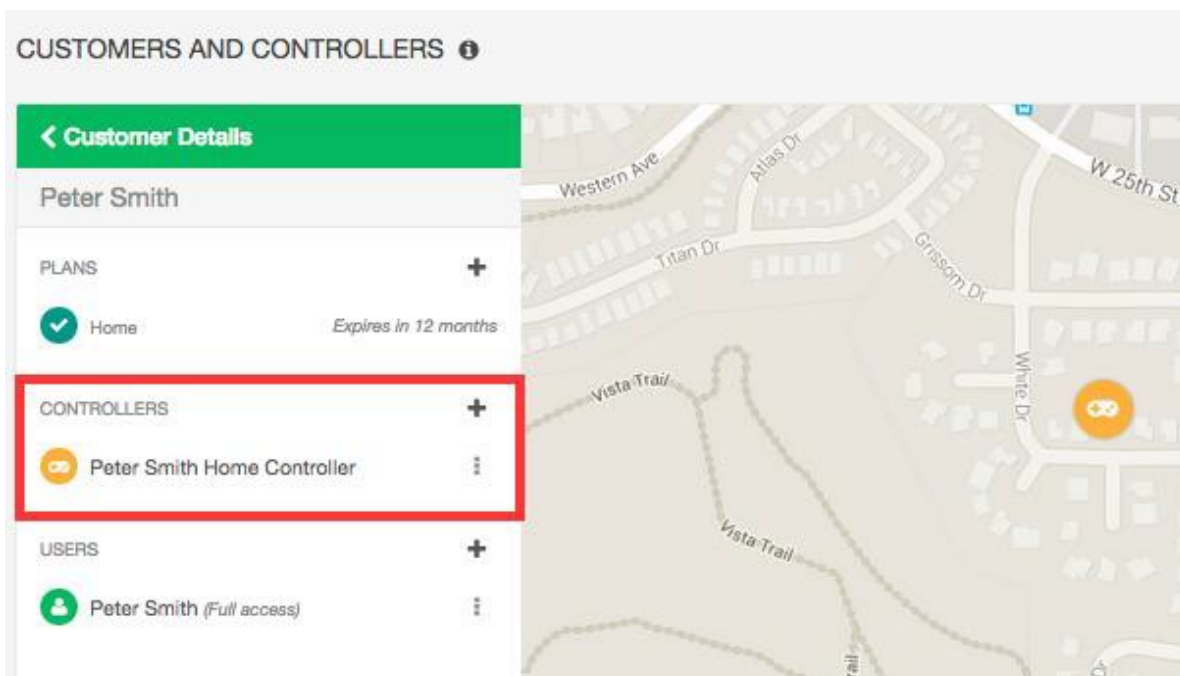 CUSTOMERS AND CONTROLLERS
Customer Details
Peter Smith
PLANS
Home Expires in 12 months
CONTROLLERS
Peter Smith Home Controller
USERS
Peter Smith (Full access)
Western Ave
Atlas Dr
W 25th St
Titan Dr
Grissom Dr
Vista Trail
White Dr
Vista Trail
rail
Dr